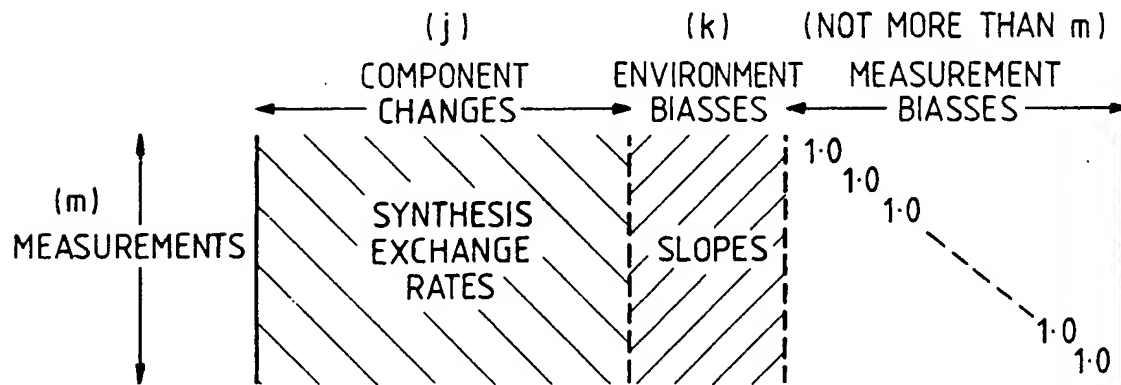 (j) (k) (NOT MORE THAN m)
COMPONENT ENVIRONMENT MEASUREMENT
CHANGES BIASSES BIASSES
1·0
1·0
(m) 1·0
SYNTHESIS
MEASUREMENTS EXCHANGE SLOPES
RATES
1·0
1·0